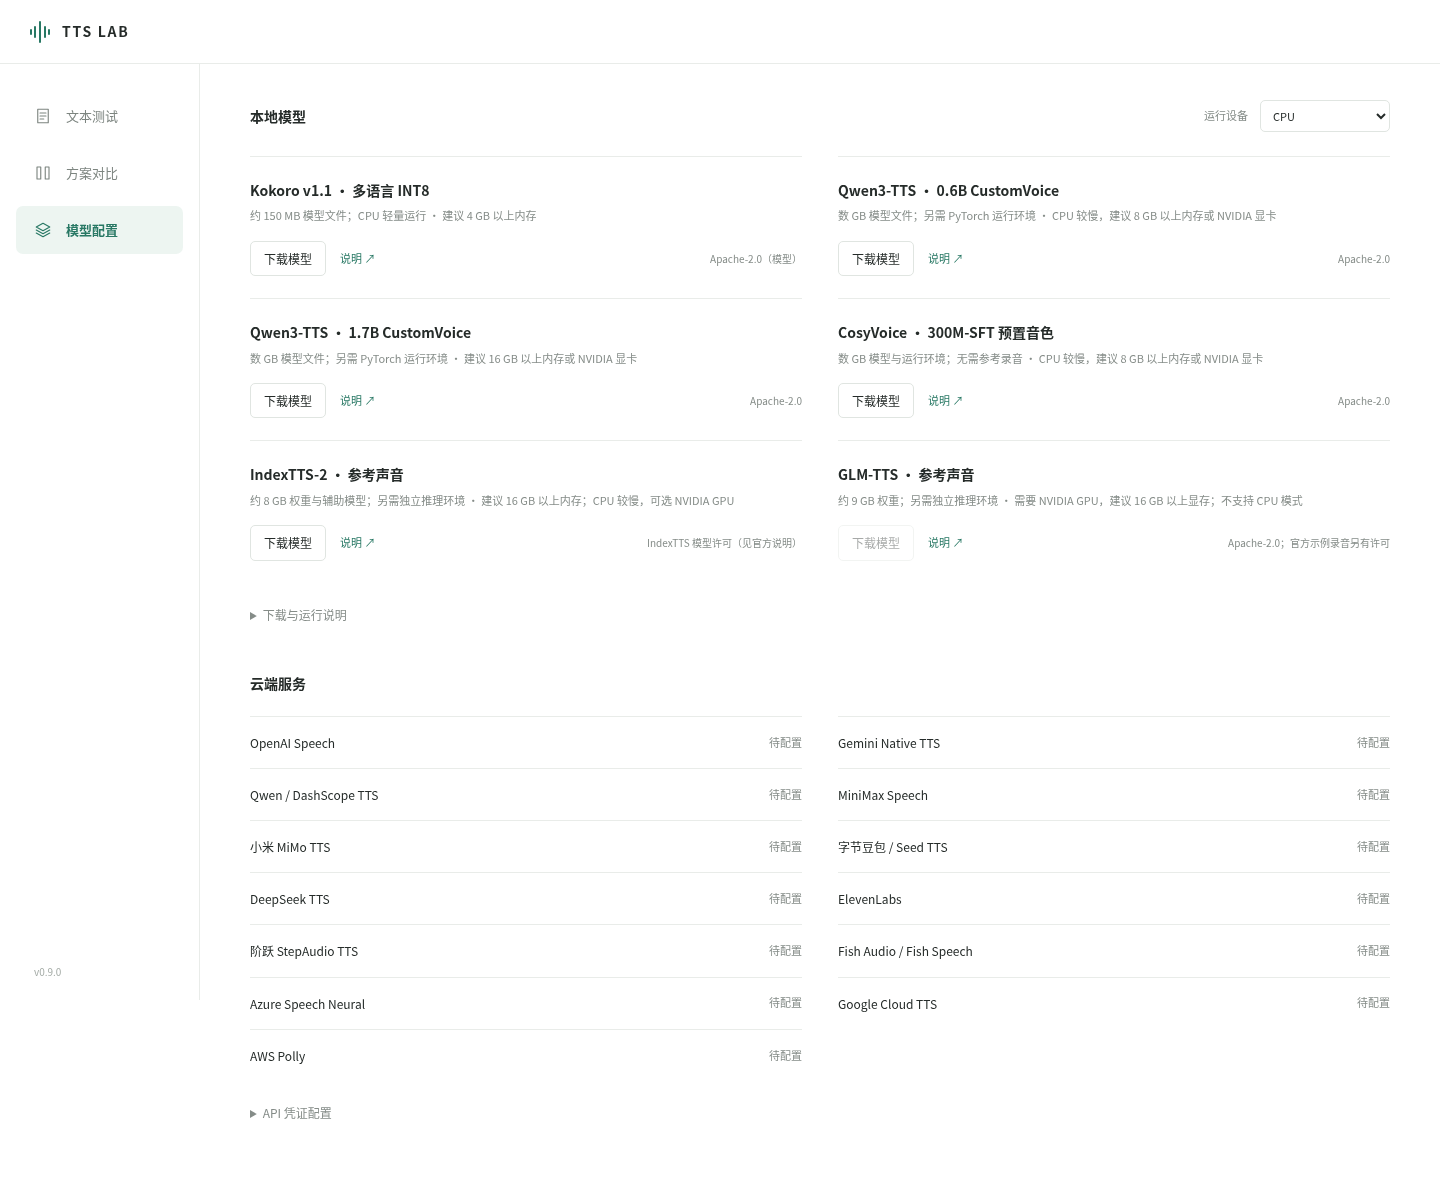 TTS LAB
文本测试
方案对比
模型配置
v0.9.0
本地模型
运行设备
CPU
Kokoro v1.1 · 多语言 INT8
约 150 MB 模型文件；CPU 轻量运行 · 建议 4 GB 以上内存
下载模型 说明 ↗ Apache-2.0（模型）
Qwen3-TTS · 0.6B CustomVoice
数 GB 模型文件；另需 PyTorch 运行环境 · CPU 较慢，建议 8 GB 以上内存或 NVIDIA 显卡
下载模型 说明 ↗ Apache-2.0
Qwen3-TTS · 1.7B CustomVoice
数 GB 模型文件；另需 PyTorch 运行环境 · 建议 16 GB 以上内存或 NVIDIA 显卡
下载模型 说明 ↗ Apache-2.0
CosyVoice · 300M-SFT 预置音色
数 GB 模型与运行环境；无需参考录音 · CPU 较慢，建议 8 GB 以上内存或 NVIDIA 显卡
下载模型 说明 ↗ Apache-2.0
IndexTTS-2 · 参考声音
约 8 GB 权重与辅助模型；另需独立推理环境 · 建议 16 GB 以上内存；CPU 较慢，可选 NVIDIA GPU
下载模型 说明 ↗ IndexTTS 模型许可（见官方说明）
GLM-TTS · 参考声音
约 9 GB 权重；另需独立推理环境 · 需要 NVIDIA GPU，建议 16 GB 以上显存；不支持 CPU 模式
下载模型 说明 ↗ Apache-2.0；官方示例录音另有许可
▶ 下载与运行说明
云端服务
OpenAI Speech 待配置
Gemini Native TTS 待配置
Qwen / DashScope TTS 待配置
MiniMax Speech 待配置
小米 MiMo TTS 待配置
字节豆包 / Seed TTS 待配置
DeepSeek TTS 待配置
ElevenLabs 待配置
阶跃 StepAudio TTS 待配置
Fish Audio / Fish Speech 待配置
Azure Speech Neural 待配置
Google Cloud TTS 待配置
AWS Polly 待配置
▶ API 凭证配置